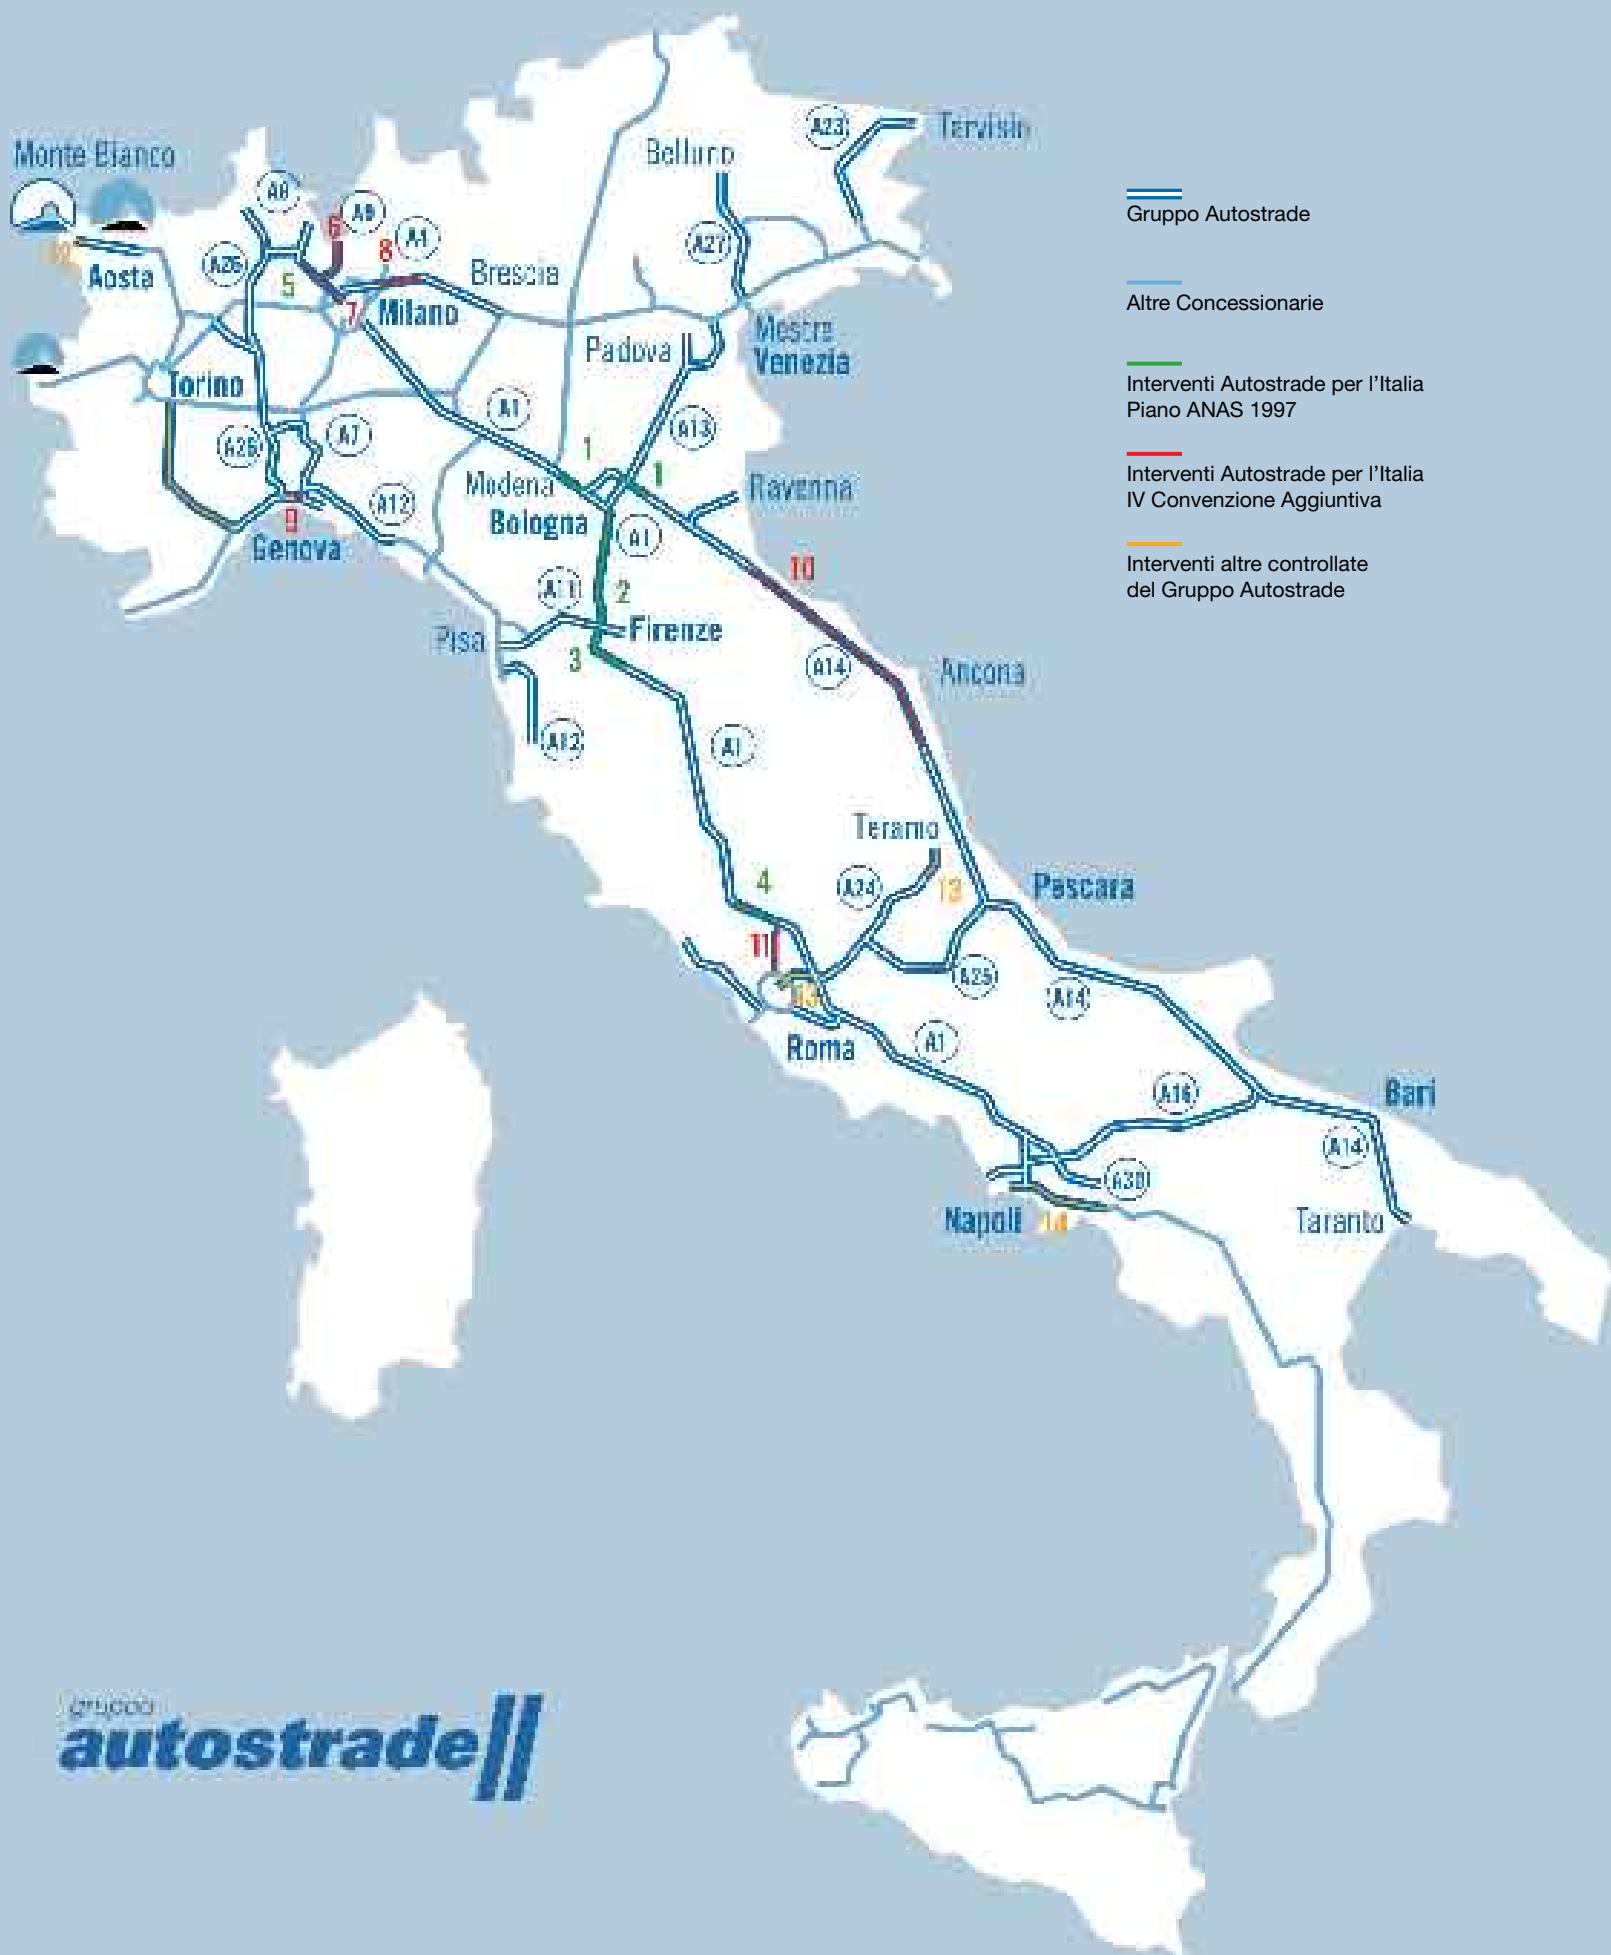 Monte Bianco
A8
A9
6
8
A4
Belluno
A23
Tarvisio
Aosta
A26
5
7
Milano
Brescia
A27
Mestre
Venezia
Padova
Torino
A26
A7
A1
A13
1
1
Modena
Bologna
Ravenna
A12
9
Genova
A1
10
A11
2
Pisa
Firenze
3
A14
Ancona
A12
A1
Teramo
4
A24
13
Pescara
11
A25
A14
13
Roma
A1
A16
Bari
A14
A30
Napoli
14
Taranto
Gruppo Autostrade
Altre Concessionarie
Interventi Autostrade per l'Italia
Piano ANAS 1997
Interventi Autostrade per l'Italia
IV Convenzione Aggiuntiva
Interventi altre controllate
del Gruppo Autostrade
gruppo
autostrade